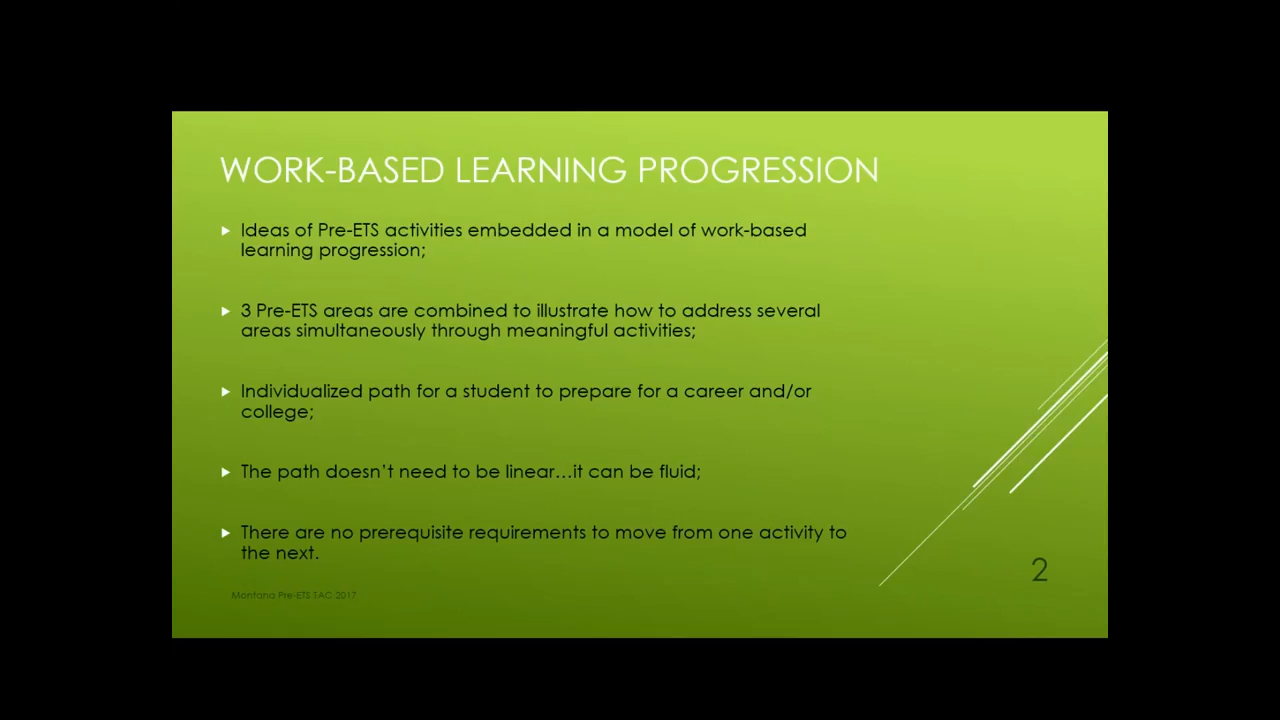 WORK-BASED LEARNING PROGRESSION
Ideas of Pre-ETS activities embedded in a model of work-based
learning progression;
3 Pre-ETS areas are combined to illustrate how to address several
areas simultaneously through meaningful activities;
Individualized path for a student to prepare for a career and/or
college;
The path doesn't need to be linear…it can be fluid;
There are no prerequisite requirements to move from one activity to
the next.
2
Montana Pre-ETS TAC 2017